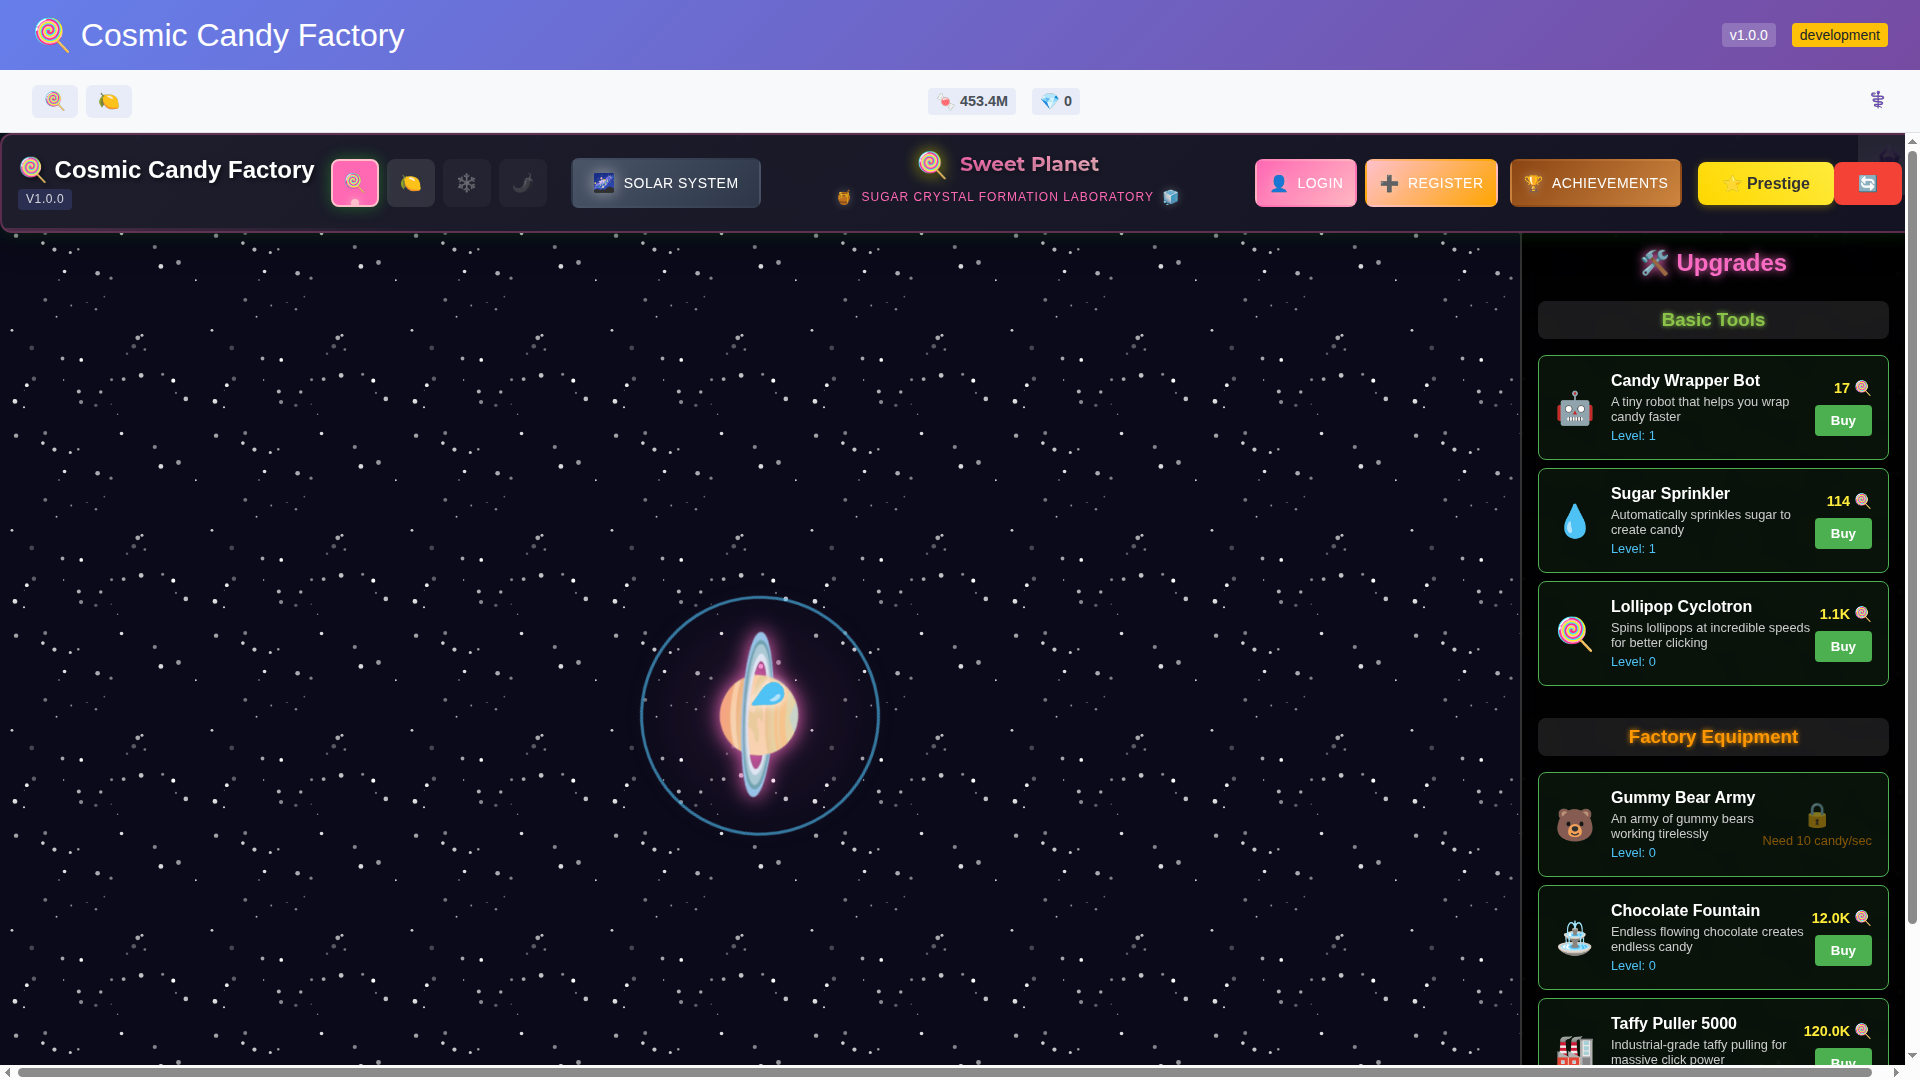 Cosmic Candy Factory
v1.0.0
development
453.4M
0
Cosmic Candy Factory
V1.0.0
SOLAR SYSTEM
Sweet Planet
SUGAR CRYSTAL FORMATION LABORATORY
LOGIN
REGISTER
ACHIEVEMENTS
Prestige
Upgrades
Basic Tools
Candy Wrapper Bot
A tiny robot that helps you wrap
candy faster
Level: 1
17
Buy
Sugar Sprinkler
Automatically sprinkles sugar to
create candy
Level: 1
114
Buy
Lollipop Cyclotron
Spins lollipops at incredible speeds
for better clicking
Level: 0
1.1K
Buy
Factory Equipment
Gummy Bear Army
An army of gummy bears
working tirelessly
Level: 0
Need 10 candy/sec
Chocolate Fountain
Endless flowing chocolate creates
endless candy
Level: 0
12.0K
Buy
Taffy Puller 5000
Industrial-grade taffy pulling for
massive click power
120.0K
Buy